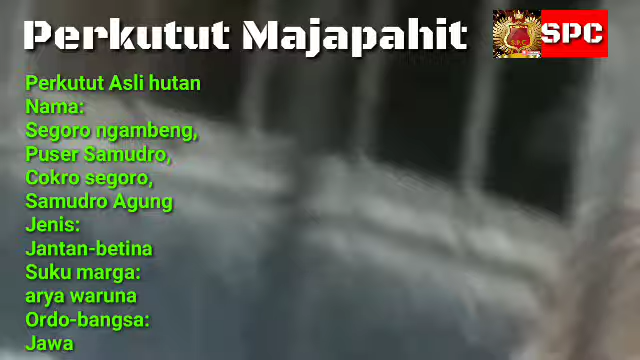 Perkutut Majapahit
SPC
Perkutut Asli hutan
Nama:
Segoro ngambeng,
Puser Samudro,
Cokro segoro,
Samudro Agung
Jenis:
Jantan-betina
Suku marga:
arya waruna
Ordo-bangsa:
Jawa